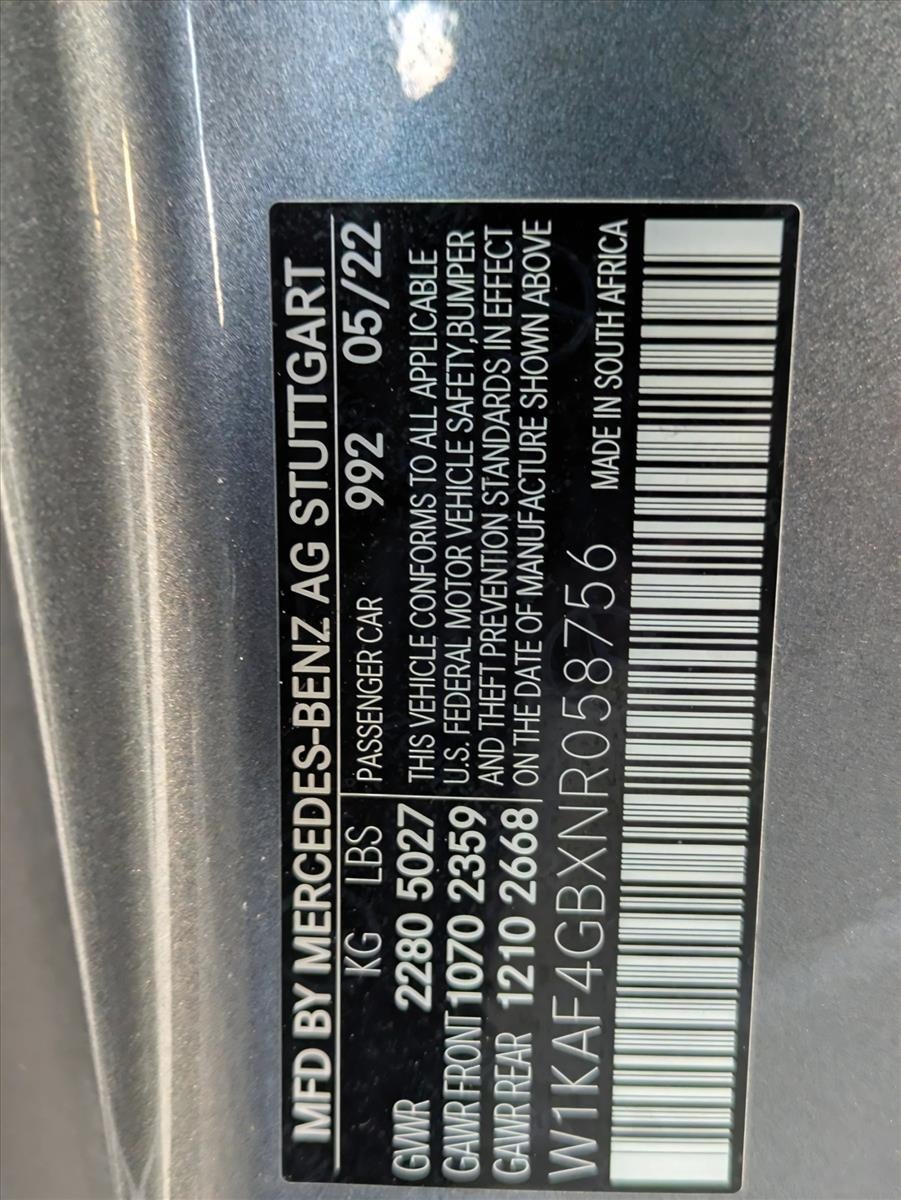 MFD BY MERCEDES-BENZ AG STUTTGART
KG LBS PASSENGER CAR 992 05/22
GVWR 2280 5027 THIS VEHICLE CONFORMS TO ALL APPLICABLE
GAWR FRONT 1070 2359 U.S. FEDERAL MOTOR VEHICLE SAFETY,BUMPER
GAWR REAR 1210 2668 AND THEFT PREVENTION STANDARDS IN EFFECT
ON THE DATE OF MANUFACTURE SHOWN ABOVE
W1KAF4GBXNR058756 MADE IN SOUTH AFRICA